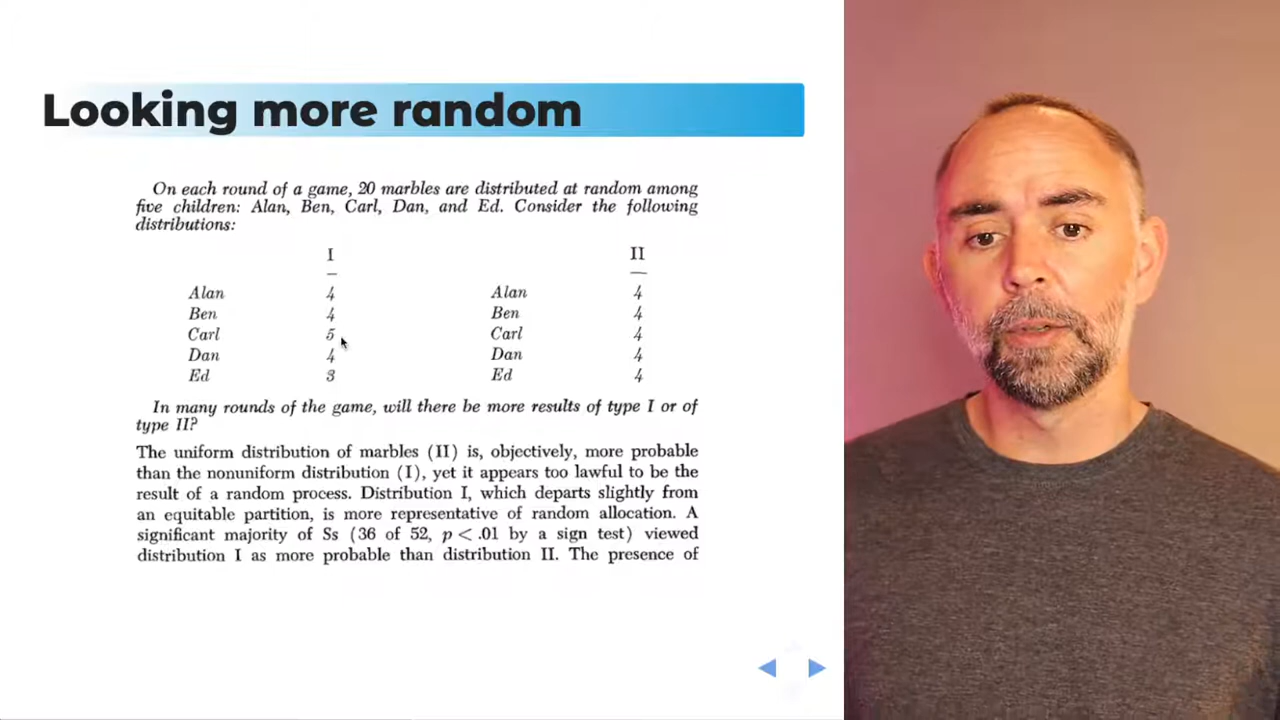 Looking more random
On each round of a game, 20 marbles are distributed at random among
five children: Alan, Ben, Carl, Dan, and Ed. Consider the following
distributions:
I II
Alan 4 Alan 4
Ben 4 Ben 4
Carl 5 Carl 4
Dan 4 Dan 4
Ed 3 Ed 4
In many rounds of the game, will there be more results of type I or of
type II?
The uniform distribution of marbles (II) is, objectively, more probable
than the nonuniform distribution (I), yet it appears too lawful to be the
result of a random process. Distribution I, which departs slightly from
an equitable partition, is more representative of random allocation. A
significant majority of Ss (36 of 52, p < .01 by a sign test) viewed
distribution I as more probable than distribution II. The presence of